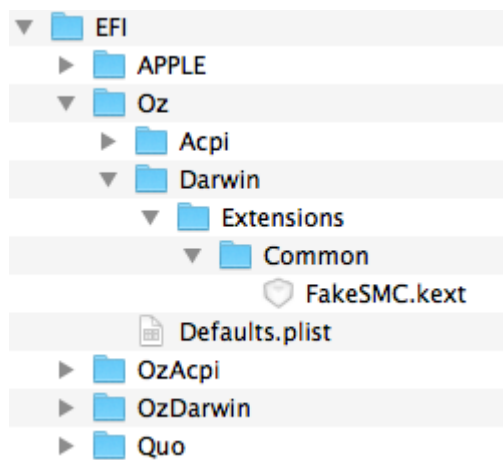 EFI
APPLE
Oz
Acpi
Darwin
Extensions
Common
FakeSMC.kext
Defaults.plist
OzAcpi
OzDarwin
Quo